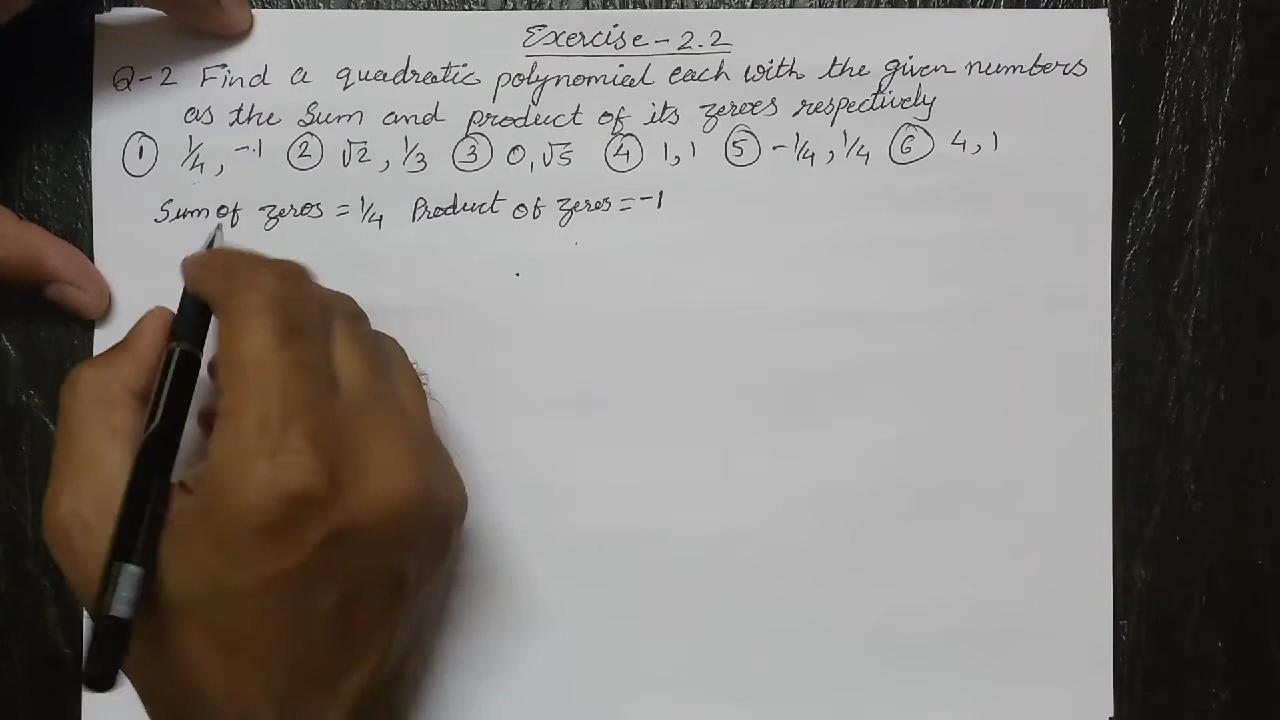 Exercise-2.2
Q-2 Find a quadratic polynomial each with the given numbers
as the Sum and product of its zeroes respectively
① 1/4, -1 ② √2, 1/3 ③ 0, √5 ④ 1, 1 ⑤ -1/4, 1/4 ⑥ 4, 1
Sum of zeros = 1/4 Product of zeros = -1